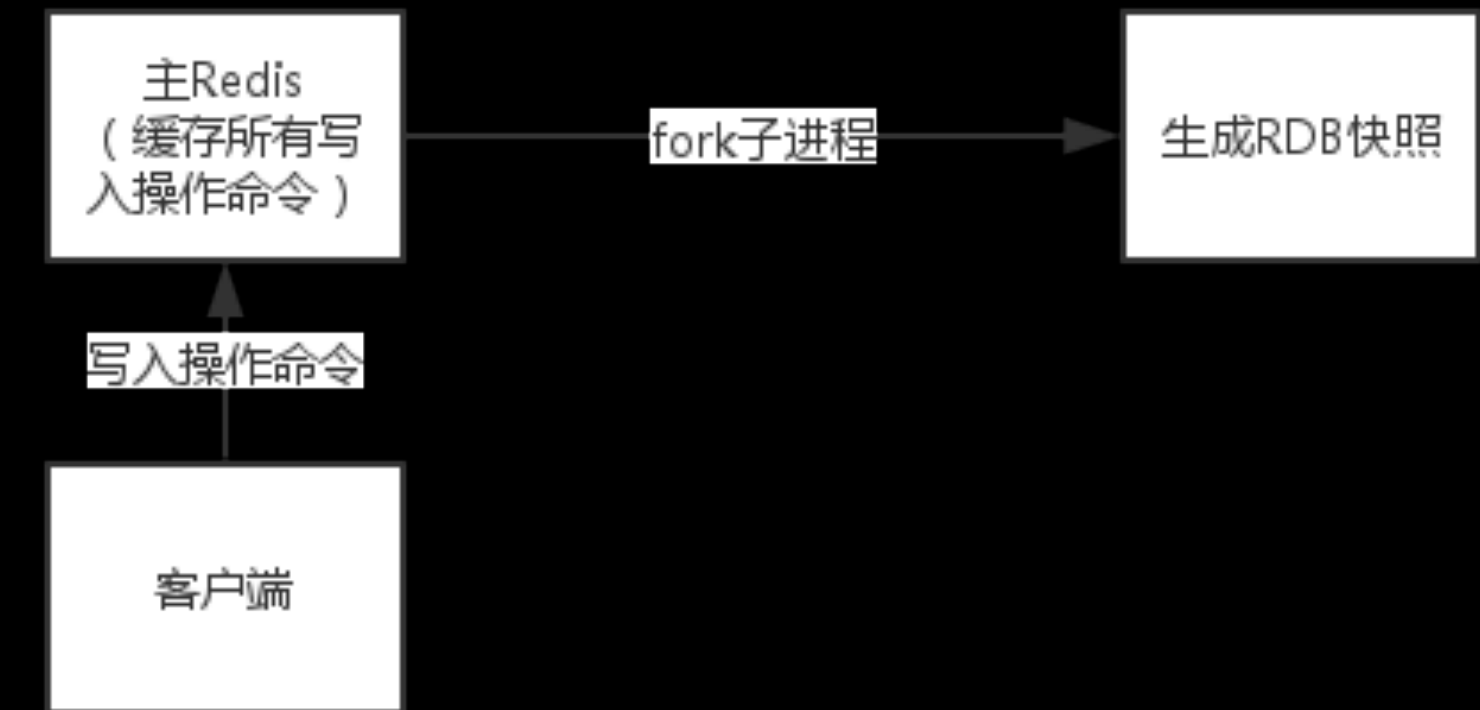 主Redis
（缓存所有写
入操作命令）
fork子进程
生成RDB快照
写入操作命令
客户端